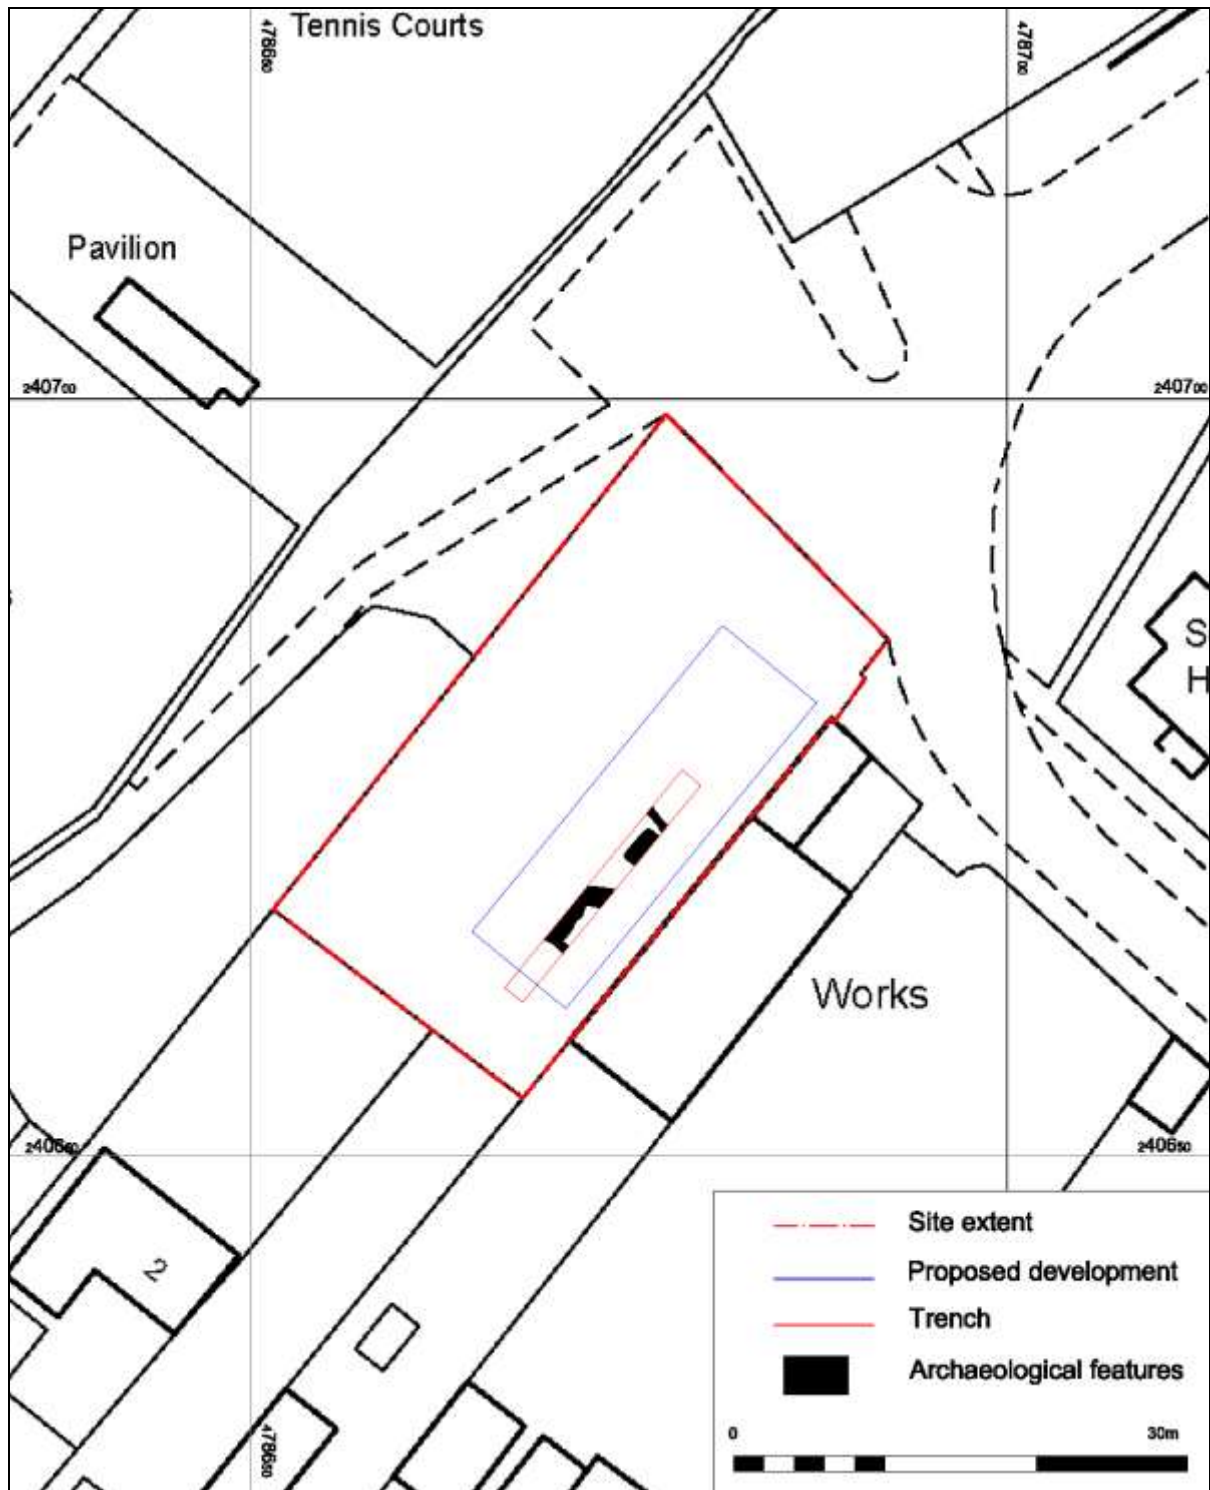 Tennis Courts
478650
478700
Pavilion
240700
240700
S
H
Works
240650
240650
2
478650
Site extent
Proposed development
Trench
Archaeological features
0
30m